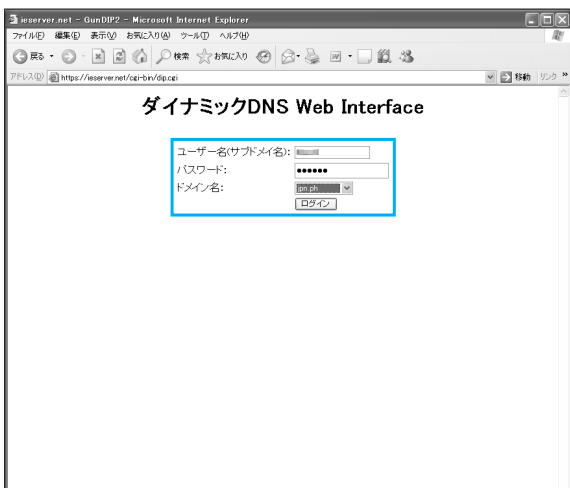 ieserver.net - GunDIP2 - Microsoft Internet Explorer
ファイル(F) 編集(E) 表示(V) お気に入り(A) ツール(T) ヘルプ(H)
戻る 検索 お気に入り
アドレス(D) https://ieserver.net/cgi-bin/dip.cgi 移動 リンク »
ダイナミックDNS Web Interface
ユーザー名(サブドメイン名):
パスワード: ●●●●●●
ドメイン名: jpn.ph
ログイン